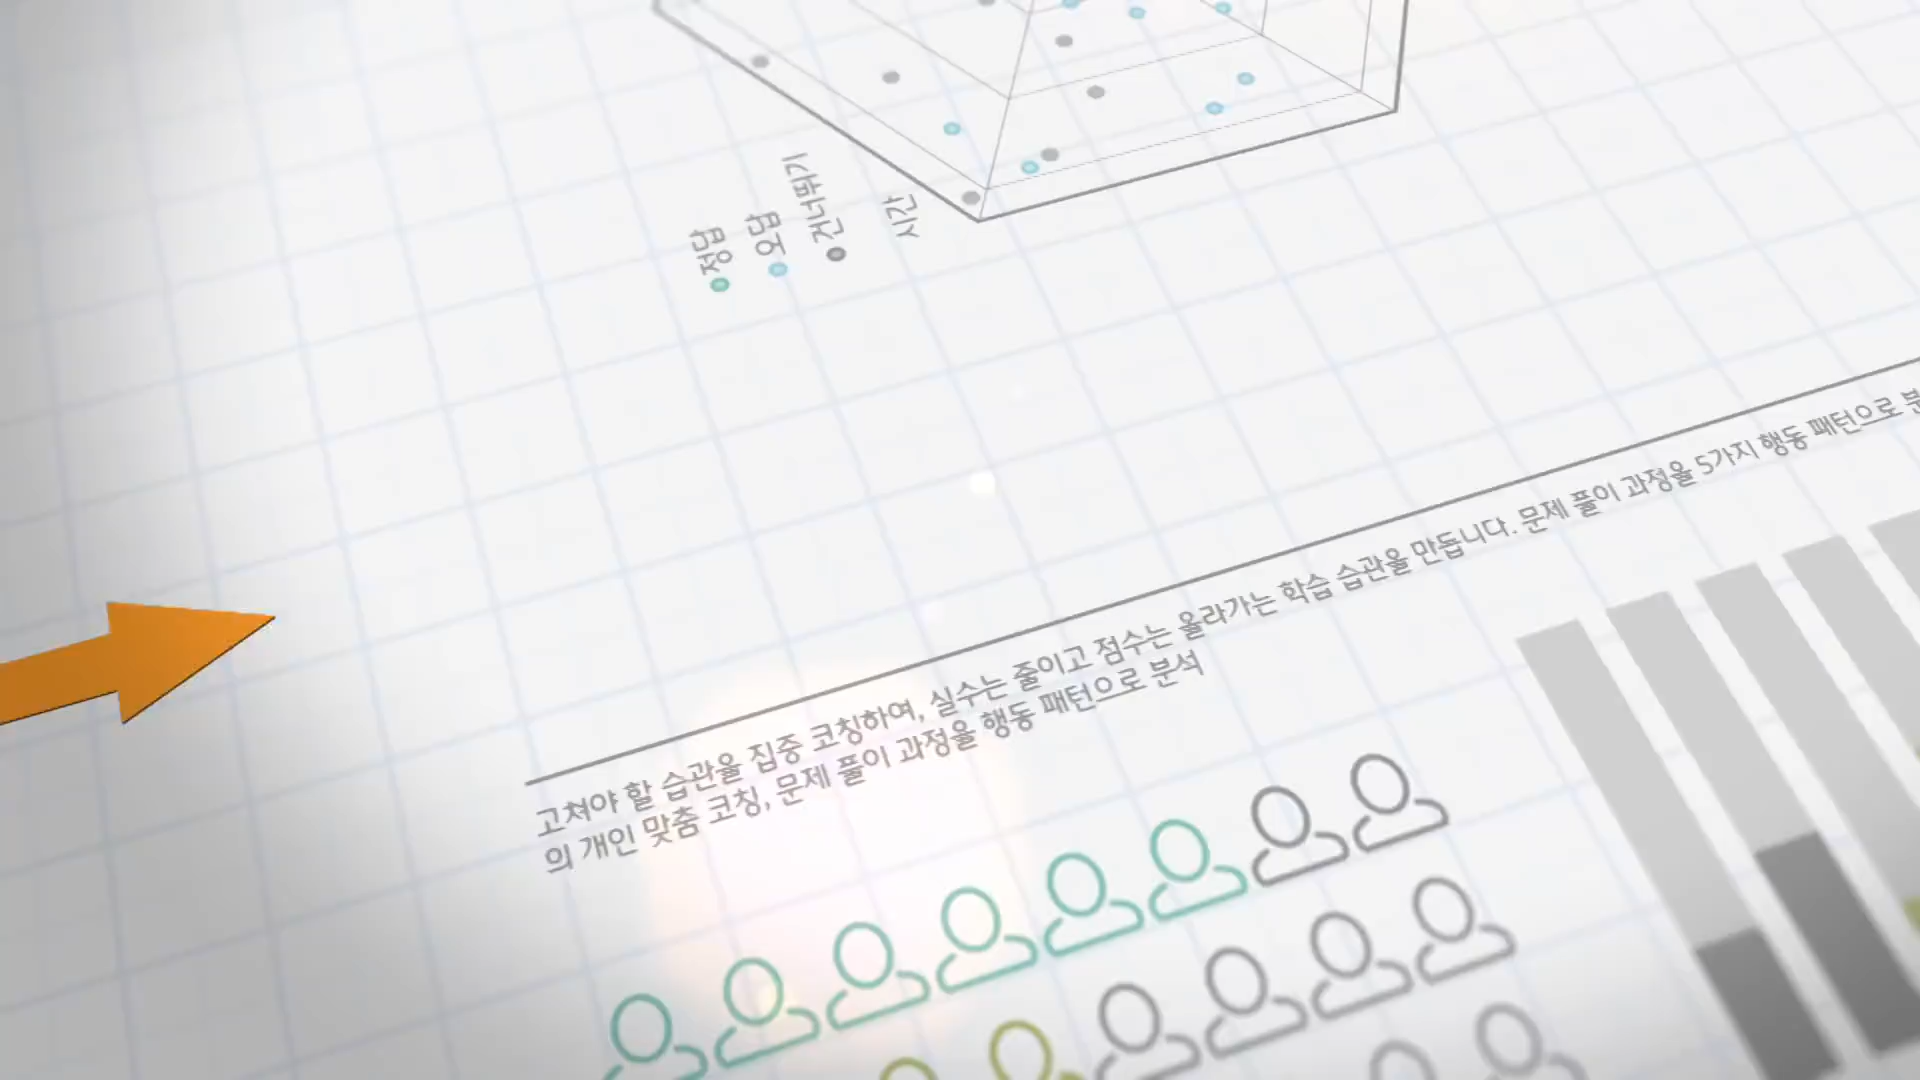 정답
오답
건너뛰기
시간
고쳐야 할 습관을 집중 코칭하여, 실수는 줄이고 점수는 올라가는 학습 습관을 만듭니다. 문제 풀이 과정을 5가지 행동 패턴으로
의 개인 맞춤 코칭, 문제 풀이 과정을 행동 패턴으로 분석